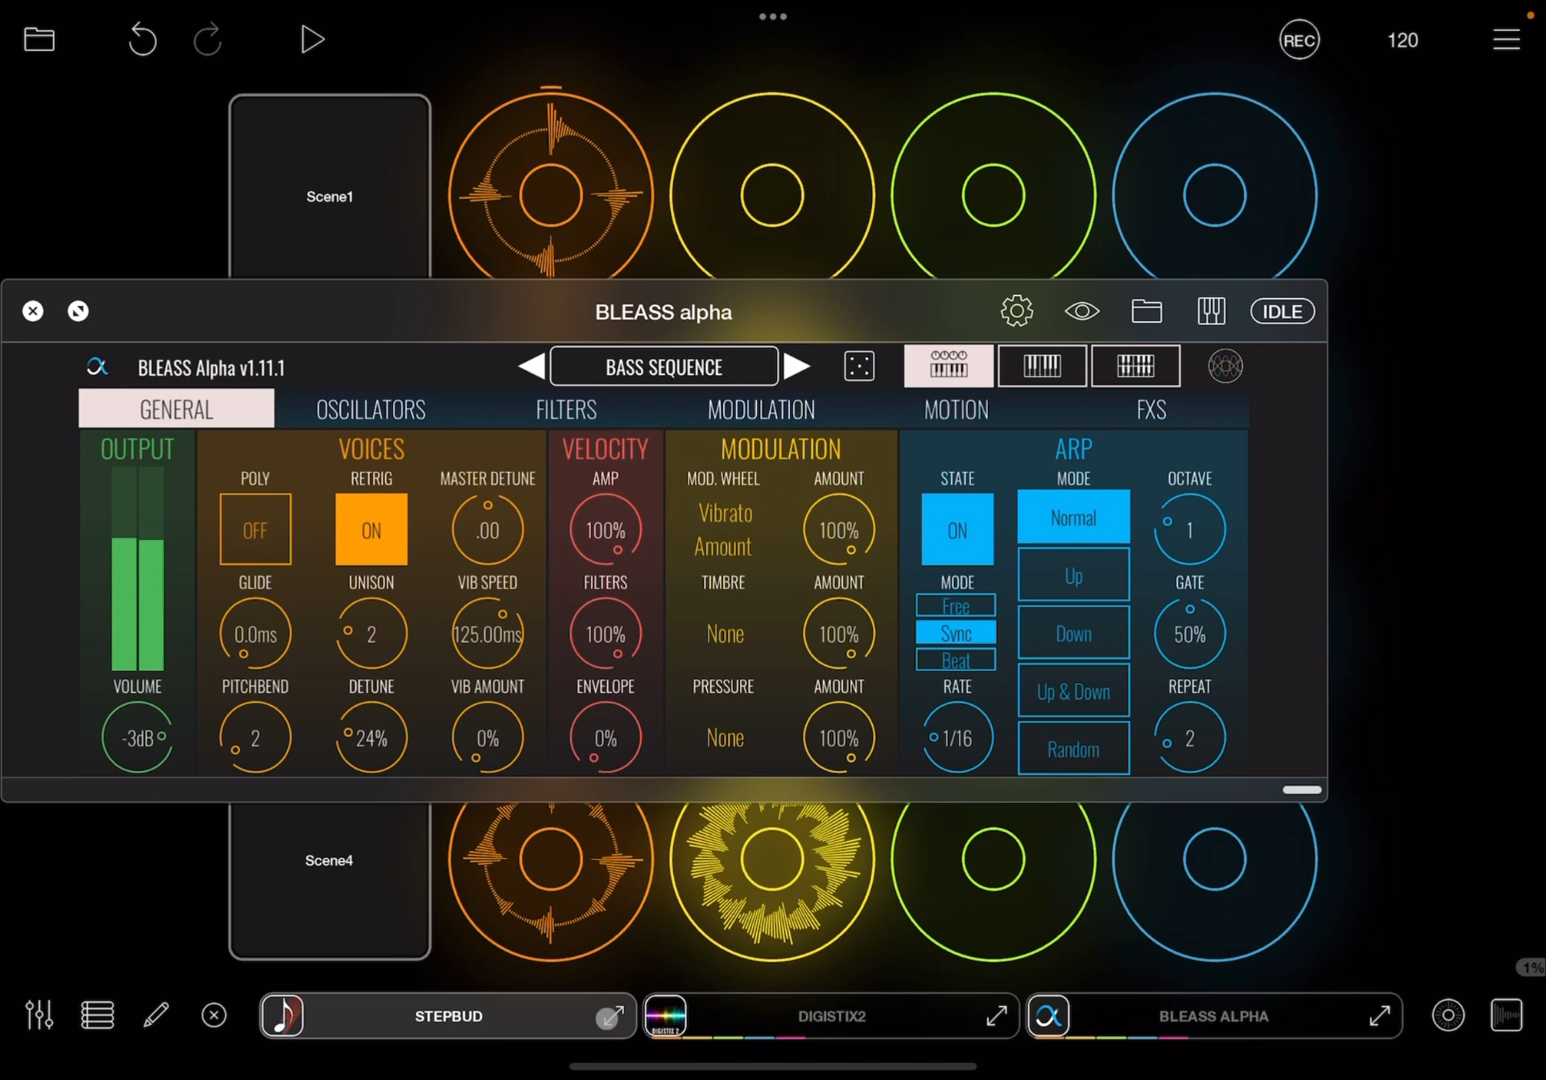 REC
120
Scene1
BLEASS alpha
IDLE
BLEASS Alpha v1.11.1
BASS SEQUENCE
GENERAL
OSCILLATORS
FILTERS
MODULATION
MOTION
FXS
OUTPUT
VOICES
VELOCITY
MODULATION
ARP
POLY
RETRIG
MASTER DETUNE
AMP
MOD. WHEEL
AMOUNT
STATE
MODE
OCTAVE
OFF
ON
.00
100%
Vibrato
Amount
100%
ON
Normal
1
GLIDE
UNISON
VIB SPEED
FILTERS
TIMBRE
AMOUNT
MODE
Up
GATE
0.0ms
2
125.00ms
100%
None
100%
Free
Sync
Beat
Down
50%
VOLUME
PITCHBEND
DETUNE
VIB AMOUNT
ENVELOPE
PRESSURE
AMOUNT
RATE
Up & Down
REPEAT
-3dB
2
24%
0%
0%
None
100%
1/16
Random
2
Scene4
1%
STEPBUD
DIGISTIX 2
DIGISTIX2
BLEASS ALPHA